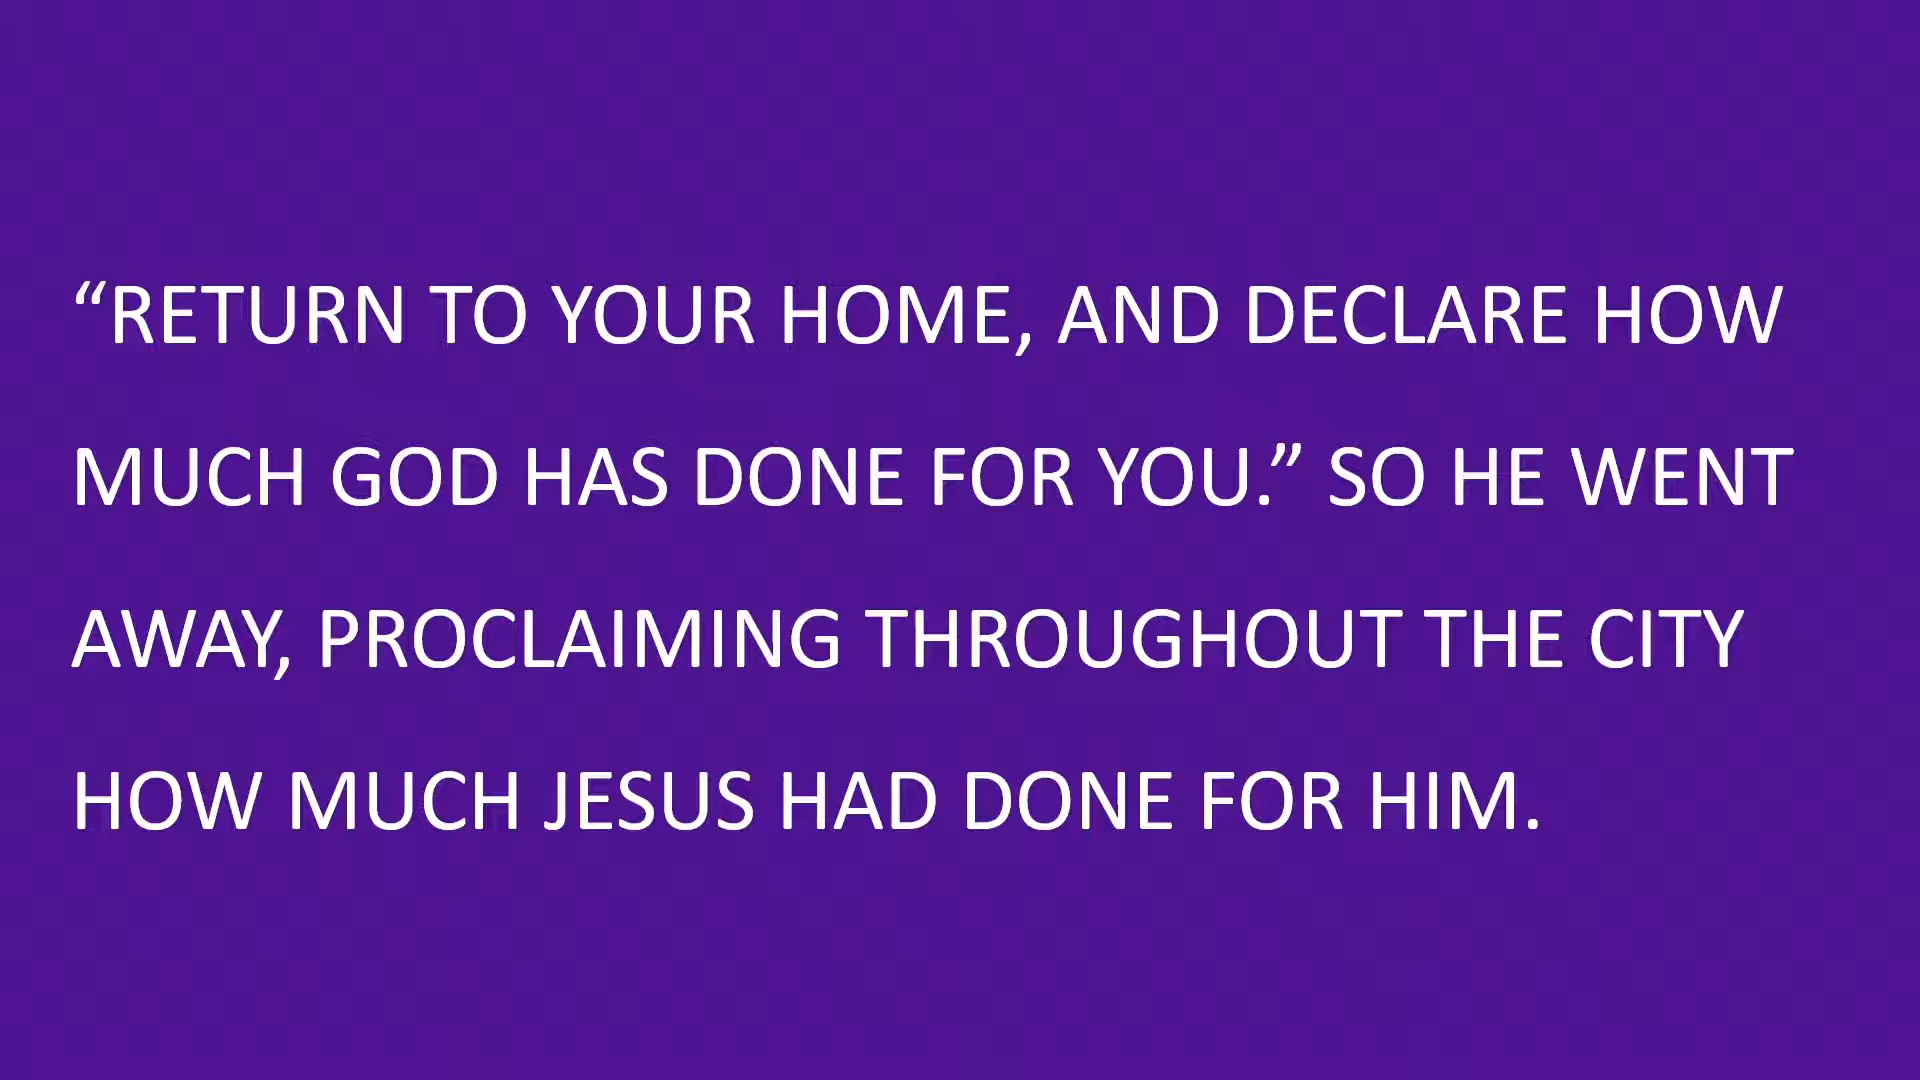 “RETURN TO YOUR HOME, AND DECLARE HOW
MUCH GOD HAS DONE FOR YOU.” SO HE WENT
AWAY, PROCLAIMING THROUGHOUT THE CITY
HOW MUCH JESUS HAD DONE FOR HIM.